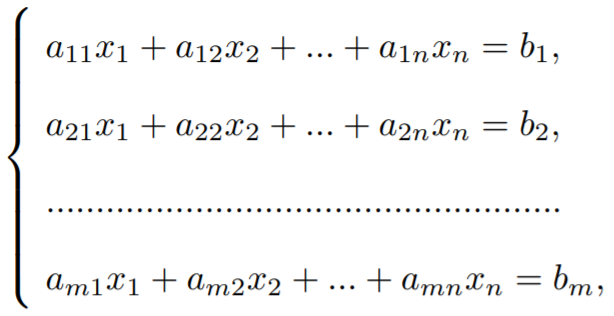 a₁₁x₁ + a₁₂x₂ + ... + a₁ₙxₙ = b₁,
a₂₁x₁ + a₂₂x₂ + ... + a₂ₙxₙ = b₂,
....................................................
aₘ₁x₁ + aₘ₂x₂ + ... + aₘₙxₙ = bₘ,